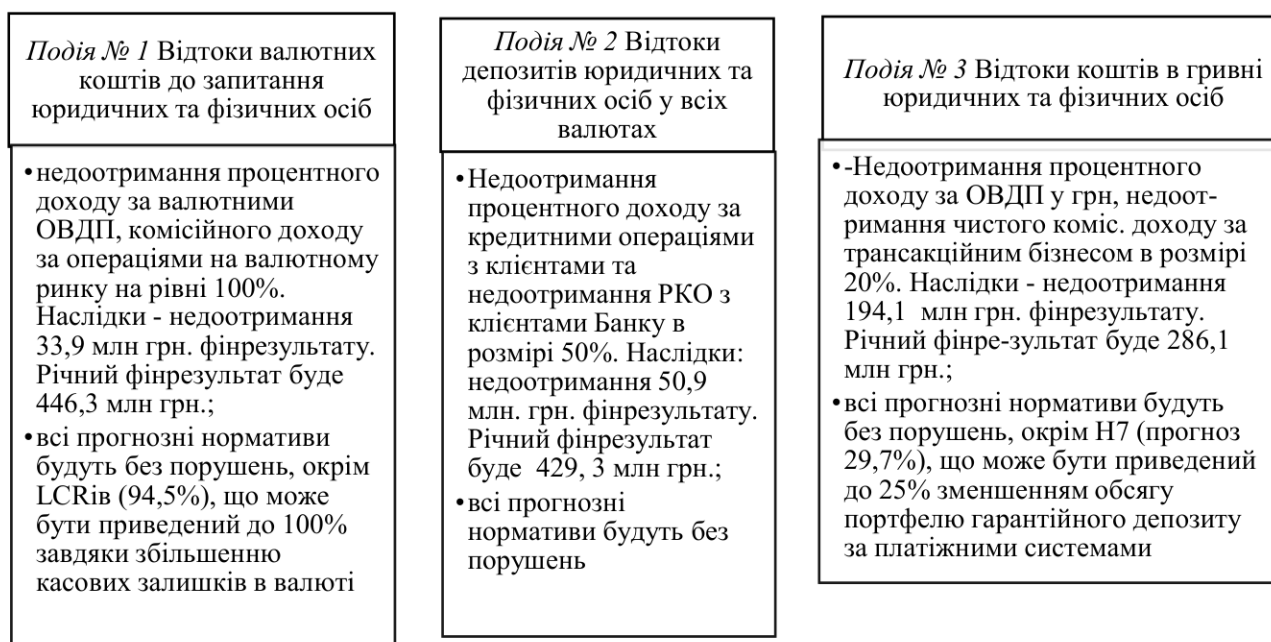 Подія № 1 Відтоки валютних
коштів до запитання
юридичних та фізичних осіб
•недоотримання процентного
доходу за валютними
ОВДП, комісійного доходу
за операціями на валютному
ринку на рівні 100%.
Наслідки - недоотримання
33,9 млн грн. фінрезультату.
Річний фінрезультат буде
446,3 млн грн.;
•всі прогнозні нормативи
будуть без порушень, окрім
LCRів (94,5%), що може
бути приведений до 100%
завдяки збільшенню
касових залишків в валюті
Подія № 2 Відтоки
депозитів юридичних та
фізичних осіб у всіх
валютах
•Недоотримання
процентного доходу за
кредитними операціями
з клієнтами та
недоотримання РКО з
клієнтами Банку в
розмірі 50%. Наслідки:
недоотримання 50,9
млн. грн. фінрезультату.
Річний фінрезультат
буде 429, 3 млн грн.;
•всі прогнозні
нормативи будуть без
порушень
Подія № 3 Відтоки коштів в гривні
юридичних та фізичних осіб
•-Недоотримання процентного
доходу за ОВДП у грн, недоот-
римання чистого коміс. доходу за
трансакційним бізнесом в розмірі
20%. Наслідки - недоотримання
194,1 млн грн. фінрезультату.
Річний фінре-зультат буде 286,1
млн грн.;
•всі прогнозні нормативи будуть
без порушень, окрім Н7 (прогноз
29,7%), що може бути приведений
до 25% зменшенням обсягу
портфелю гарантійного депозиту
за платіжними системами